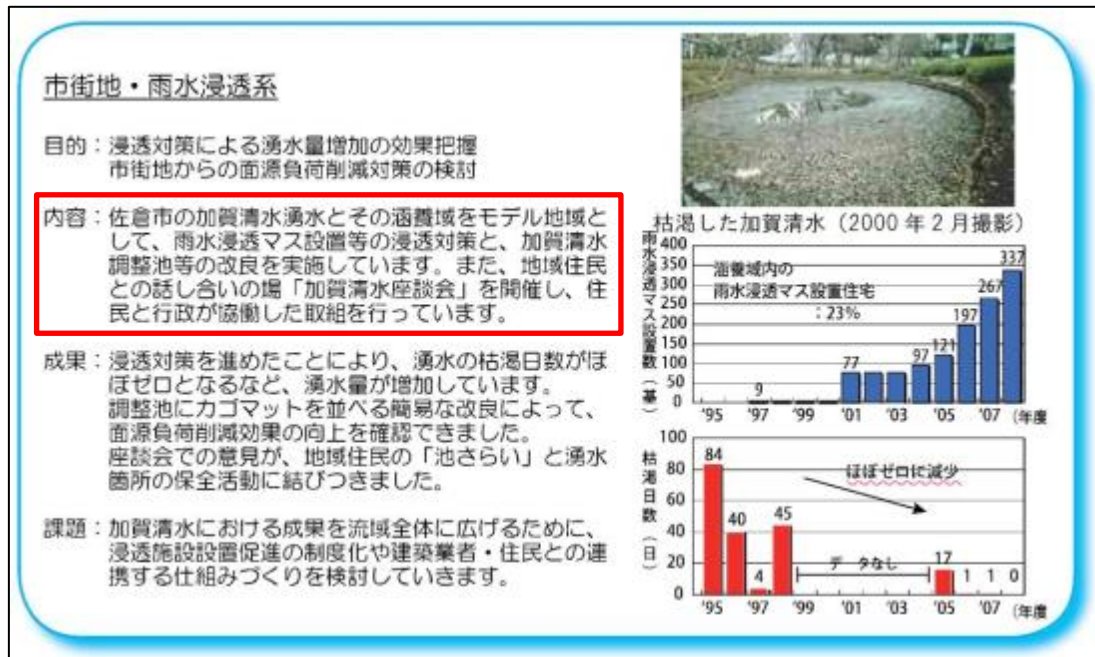 市街地・雨水浸透系
目的：浸透対策による湧水量増加の効果把握
市街地からの面源負荷削減対策の検討
内容：佐倉市の加賀清水湧水とその涵養域をモデル地域と
して、雨水浸透マス設置等の浸透対策と、加賀清水
調整池等の改良を実施しています。また、地域住民
との話し合いの場「加賀清水座談会」を開催し、住
民と行政が協働した取組を行っています。
成果：浸透対策を進めたことにより、湧水の枯渇日数がほ
ぼゼロとなるなど、湧水量が増加しています。
調整池にカゴマットを並べる簡易な改良によって、
面源負荷削減効果の向上を確認できました。
座談会での意見が、地域住民の「池さらい」と湧水
箇所の保全活動に結びつきました。
課題：加賀清水における成果を流域全体に広げるために、
浸透施設設置促進の制度化や建築業者・住民との連
携する仕組みづくりを検討していきます。
枯渇した加賀清水（2000 年 2 月撮影）
雨水浸透マス設置数（基）
400
350
300
250
200
150
100
50
0
涵養域内の
雨水浸透マス設置住宅
：23%
9
77
97
121
197
267
337
'95 '97 '99 '01 '03 '05 '07 （年度
枯渇日数（日）
100
80
60
40
20
0
84
40
4
45
ほぼゼロに減少
データなし
17
1 1 0
'95 '97 '99 '01 '03 '05 '07 （年度